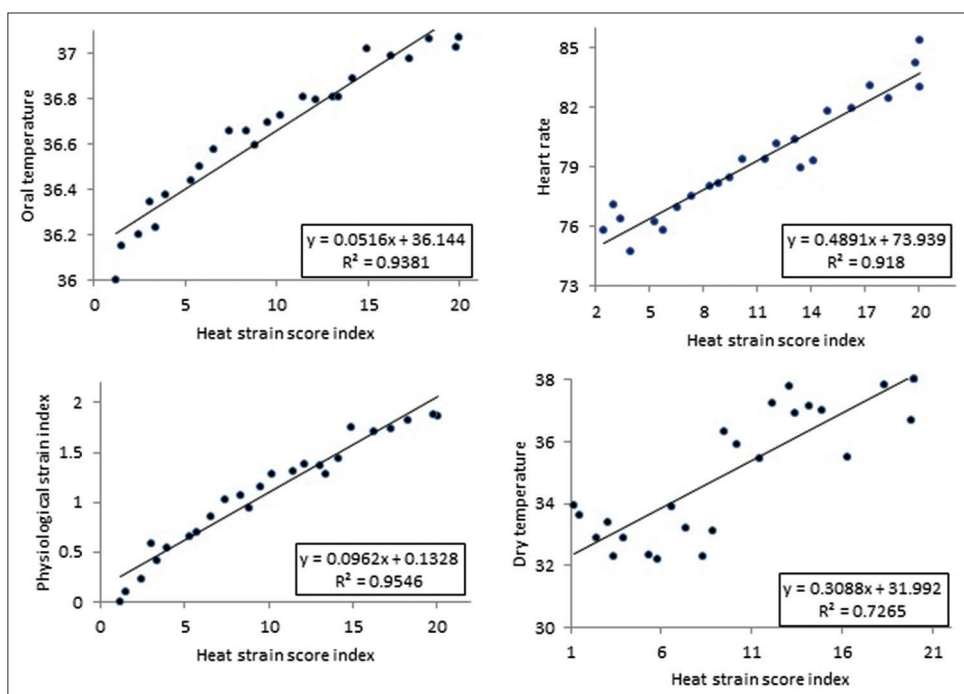 Oral temperature
37
36.8
36.6
36.4
36.2
36
0 5 10 15 20
Heat strain score index
y = 0.0516x + 36.144
R² = 0.9381
Heart rate
85
82
79
76
73
2 5 8 11 14 17 20
Heat strain score index
y = 0.4891x + 73.939
R² = 0.918
Physiological strain index
2
1.5
1
0.5
0
0 5 10 15 20
Heat strain score index
y = 0.0962x + 0.1328
R² = 0.9546
Dry temperature
38
36
34
32
30
1 6 11 16 21
Heat strain score index
y = 0.3088x + 31.992
R² = 0.7265